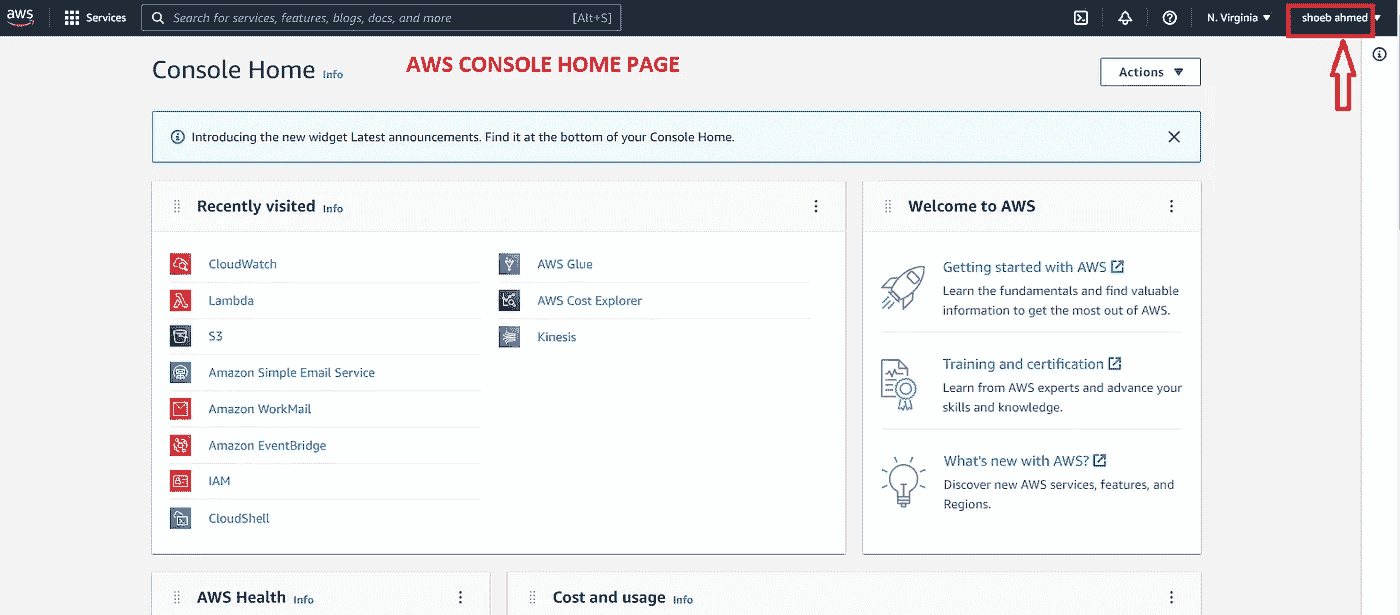 aws Services Search for services, features, blogs, docs, and more [Alt+S] N. Virginia shoeb ahmed
Console Home Info
AWS CONSOLE HOME PAGE
Actions
Introducing the new widget Latest announcements. Find it at the bottom of your Console Home.
Recently visited Info
CloudWatch
Lambda
S3
Amazon Simple Email Service
Amazon WorkMail
Amazon EventBridge
IAM
CloudShell
AWS Glue
AWS Cost Explorer
Kinesis
Welcome to AWS
Getting started with AWS
Learn the fundamentals and find valuable
information to get the most out of AWS.
Training and certification
Learn from AWS experts and advance your
skills and knowledge.
What's new with AWS?
Discover new AWS services, features, and
Regions.
AWS Health Info
Cost and usage Info